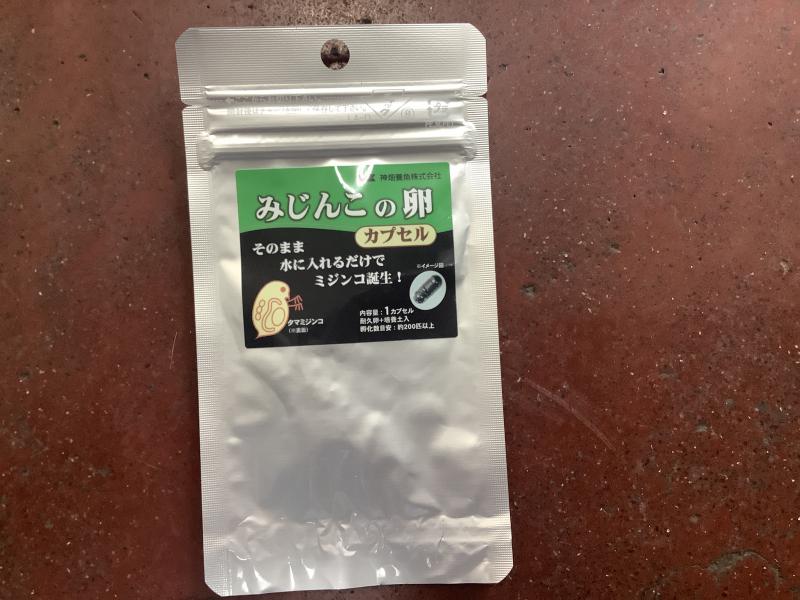 神畑養魚株式会社
みじんこの卵
カプセル
そのまま
水に入れるだけで
ミジンコ誕生！
※イメージ図
タマミジンコ
内容量：1カプセル
耐久卵+培養土入
孵化数目安：約200匹以上